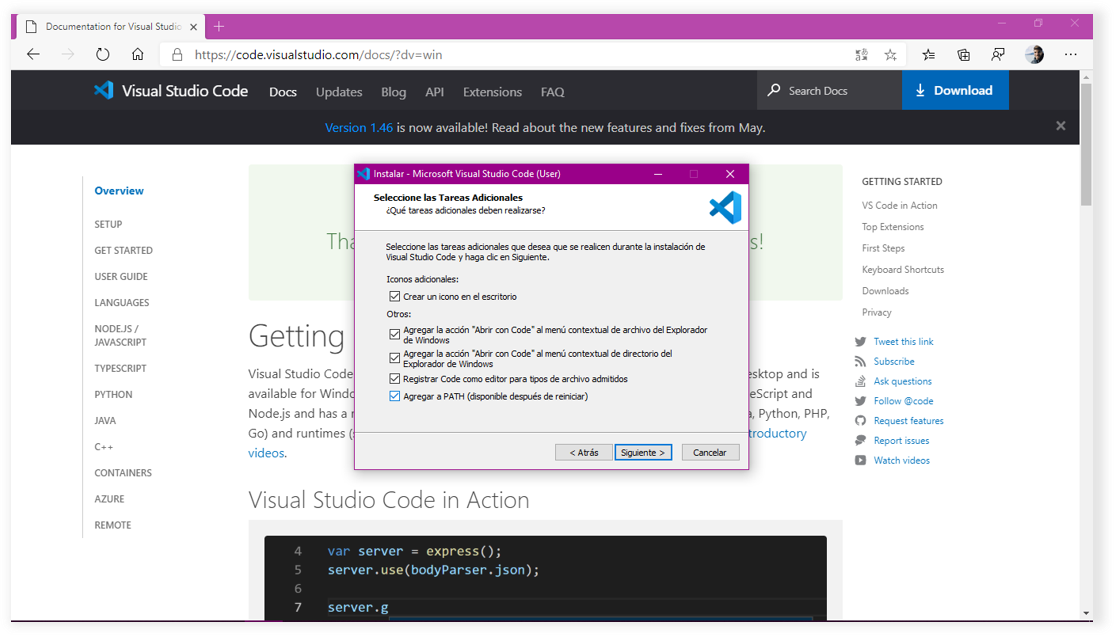 Documentation for Visual Studio
https://code.visualstudio.com/docs/?dv=win
Visual Studio Code
Docs
Updates
Blog
API
Extensions
FAQ
Search Docs
Download
Version 1.46 is now available! Read about the new features and fixes from May.
Overview
SETUP
GET STARTED
USER GUIDE
LANGUAGES
NODE.JS /
JAVASCRIPT
TYPESCRIPT
PYTHON
JAVA
C++
CONTAINERS
AZURE
REMOTE
Tha
s!
Instalar - Microsoft Visual Studio Code (User)
Seleccione las Tareas Adicionales
¿Qué tareas adicionales deben realizarse?
Seleccione las tareas adicionales que desea que se realicen durante la instalación de
Visual Studio Code y haga clic en Siguiente.
Iconos adicionales:
Crear un icono en el escritorio
Otros:
Agregar la acción "Abrir con Code" al menú contextual de archivo del Explorador
de Windows
Agregar la acción "Abrir con Code" al menú contextual de directorio del
Explorador de Windows
Registrar Code como editor para tipos de archivo admitidos
Agregar a PATH (disponible después de reiniciar)
< Atrás
Siguiente >
Cancelar
Getting
Visual Studio Code
sktop and is
available for Windo
eScript and
Node.js and has a r
a, Python, PHP,
Go) and runtimes (
troductory
videos.
Visual Studio Code in Action
4 var server = express();
5 server.use(bodyParser.json);
6
7 server.g
GETTING STARTED
VS Code in Action
Top Extensions
First Steps
Keyboard Shortcuts
Downloads
Privacy
Tweet this link
Subscribe
Ask questions
Follow @code
Request features
Report issues
Watch videos